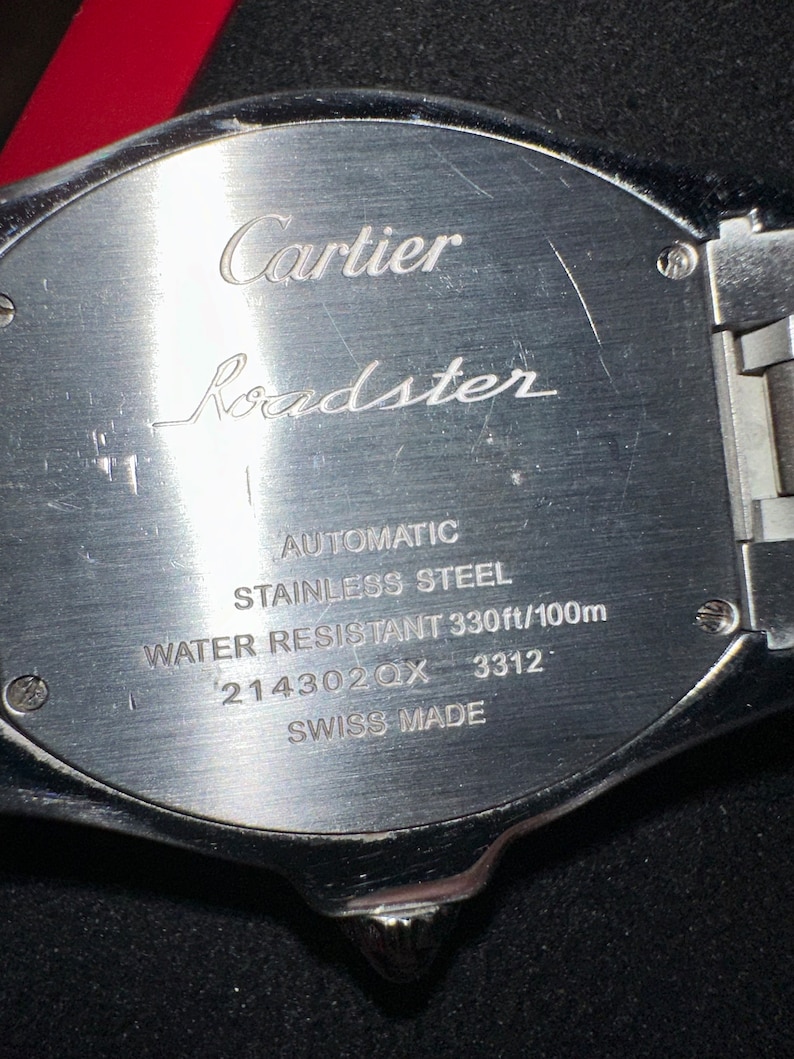 Cartier
Roadster
AUTOMATIC
STAINLESS STEEL
WATER RESISTANT 330ft/100m
214302QX 3312
SWISS MADE